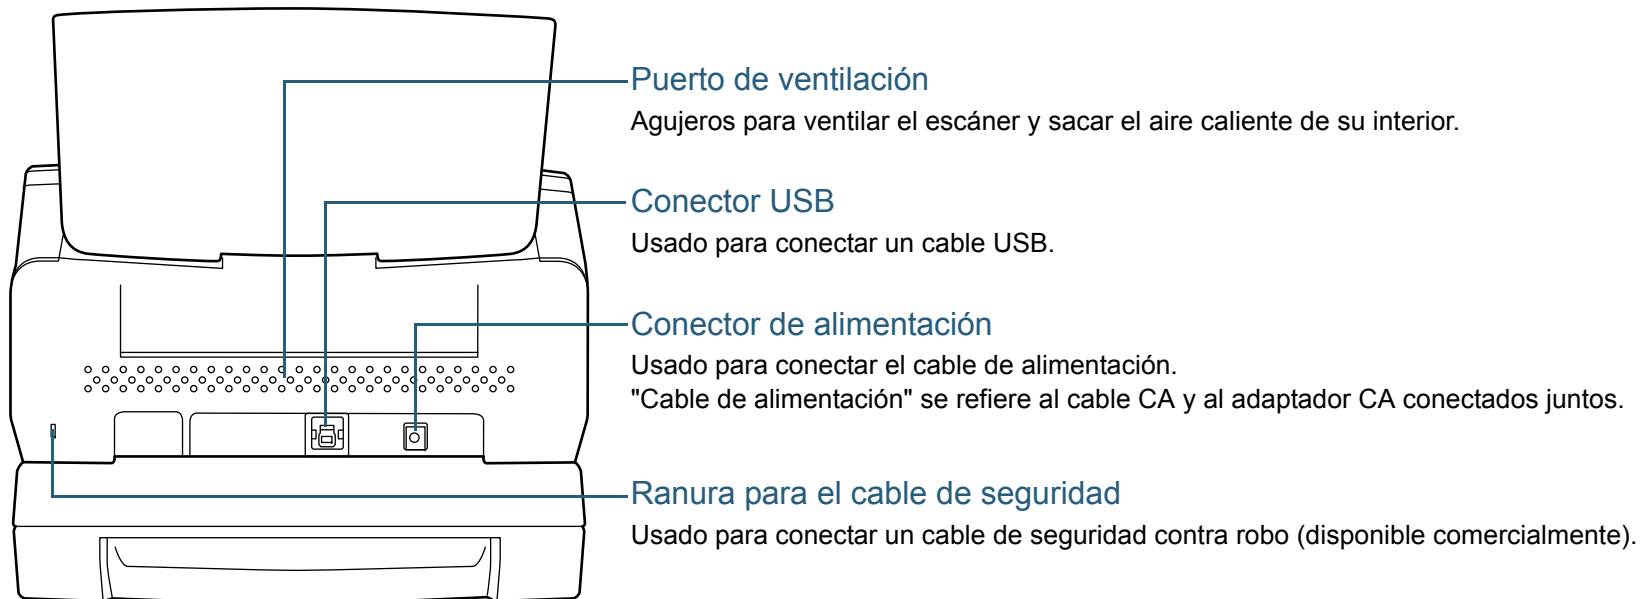 Puerto de ventilación
Agujeros para ventilar el escáner y sacar el aire caliente de su interior.
Conector USB
Usado para conectar un cable USB.
Conector de alimentación
Usado para conectar el cable de alimentación.
"Cable de alimentación" se refiere al cable CA y al adaptador CA conectados juntos.
Ranura para el cable de seguridad
Usado para conectar un cable de seguridad contra robo (disponible comercialmente).